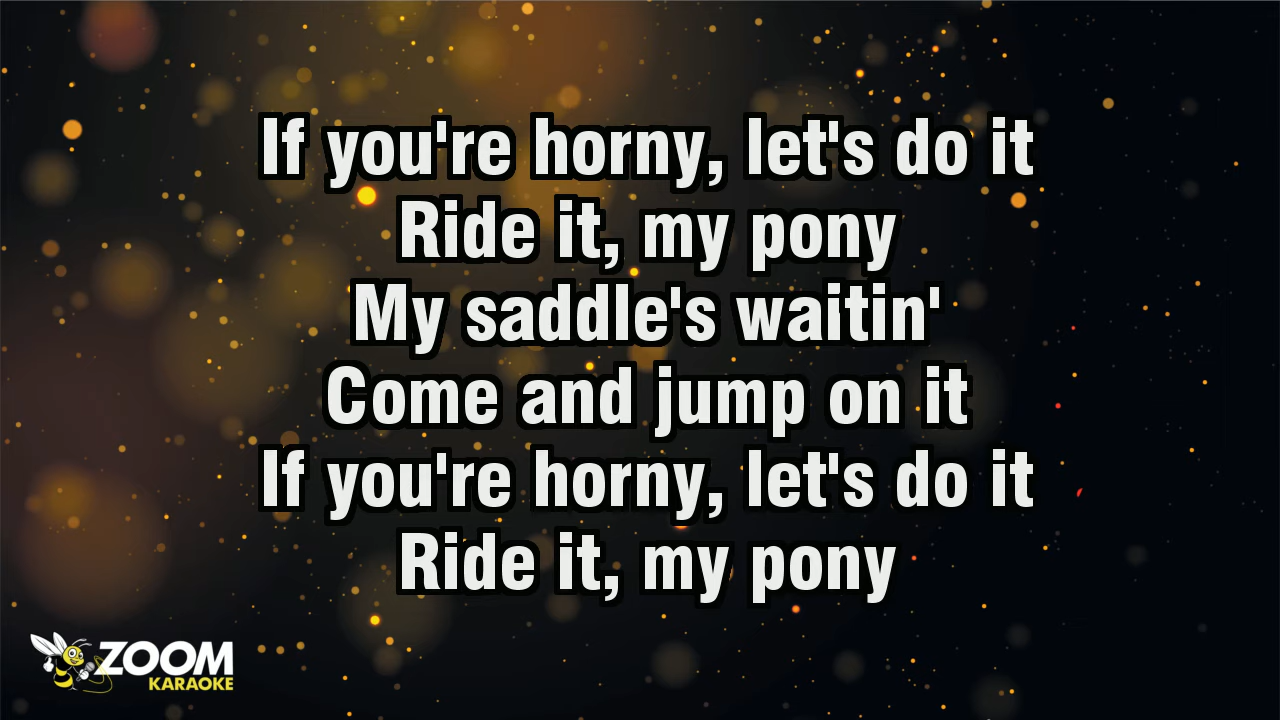 If you're horny, let's do it
Ride it, my pony
My saddle's waitin'
Come and jump on it
If you're horny, let's do it
Ride it, my pony
ZOOM
KARAOKE